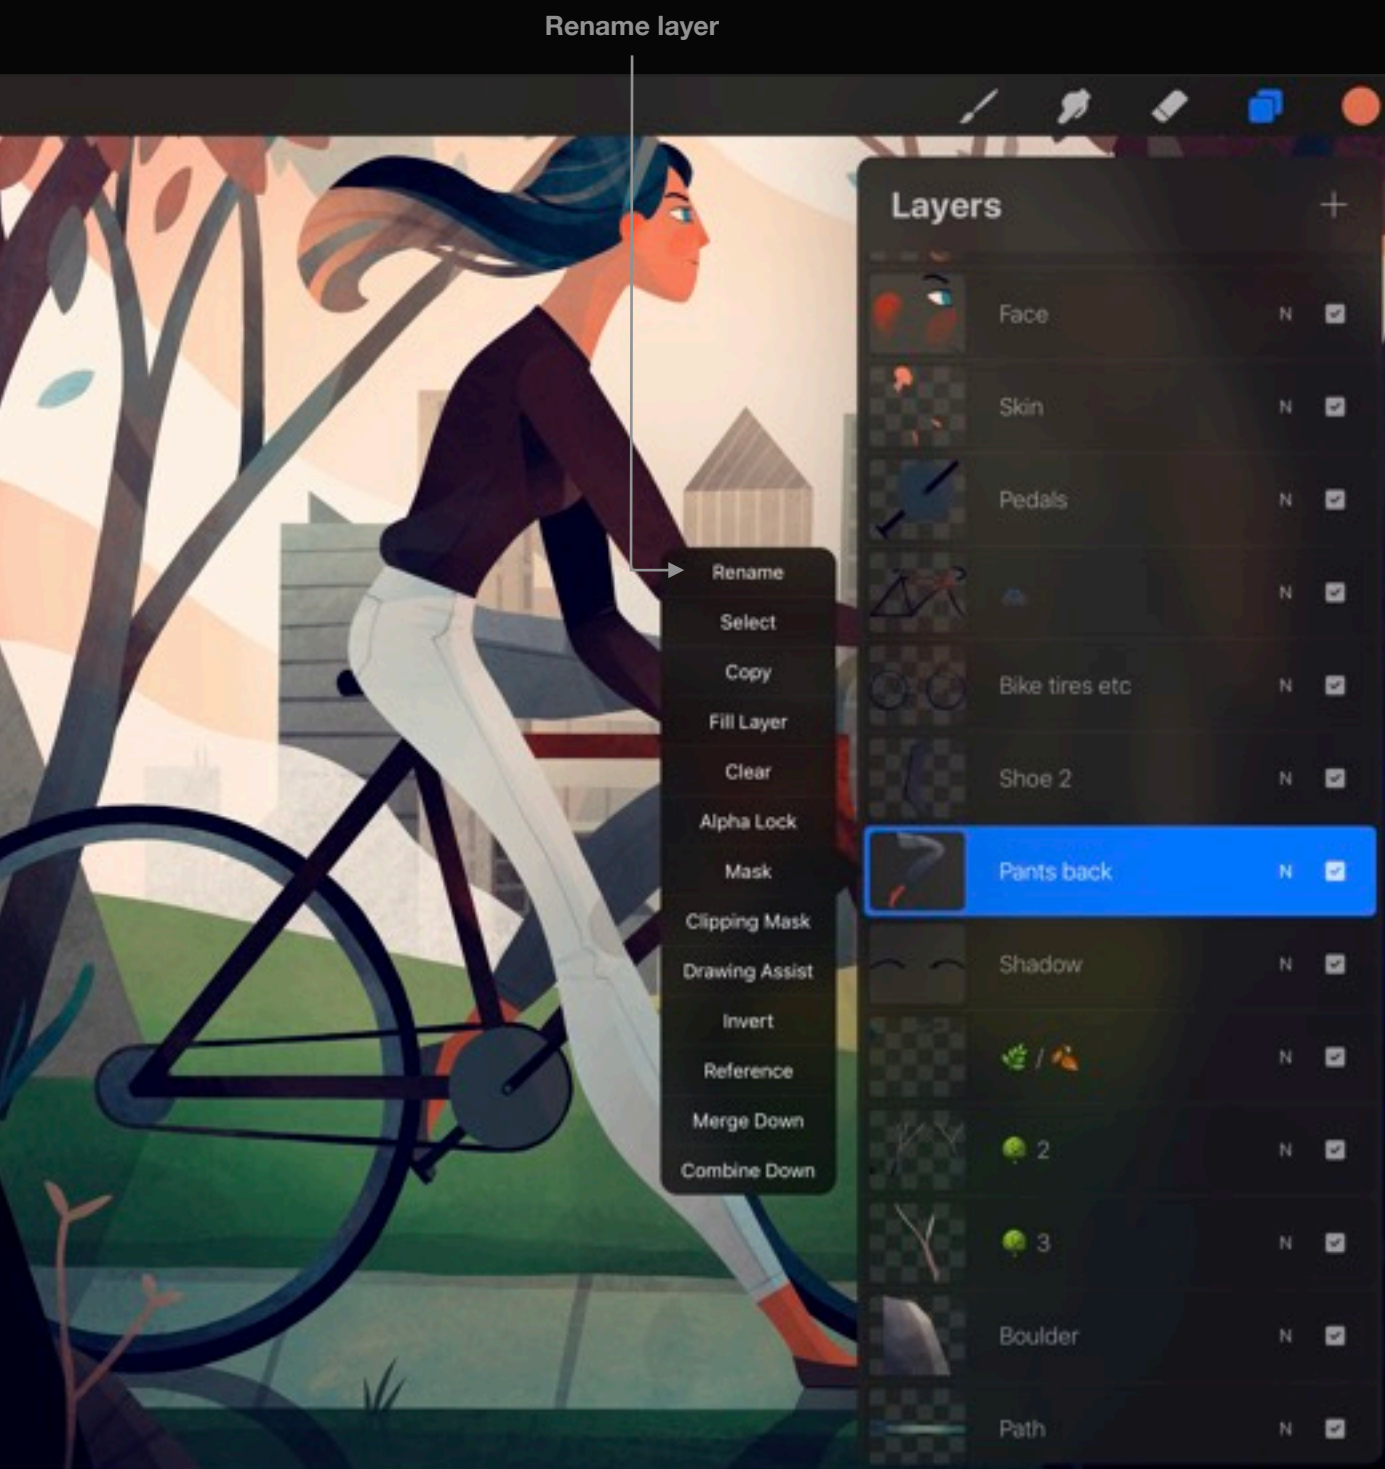 Rename layer
Layers
Face N
Skin N
Pedals N
🚲 N
Bike tires etc N
Shoe 2 N
Pants back N
Shadow N
🌿 / 🍂 N
🌳 2 N
🌳 3 N
Boulder N
Path N
Rename
Select
Copy
Fill Layer
Clear
Alpha Lock
Mask
Clipping Mask
Drawing Assist
Invert
Reference
Merge Down
Combine Down